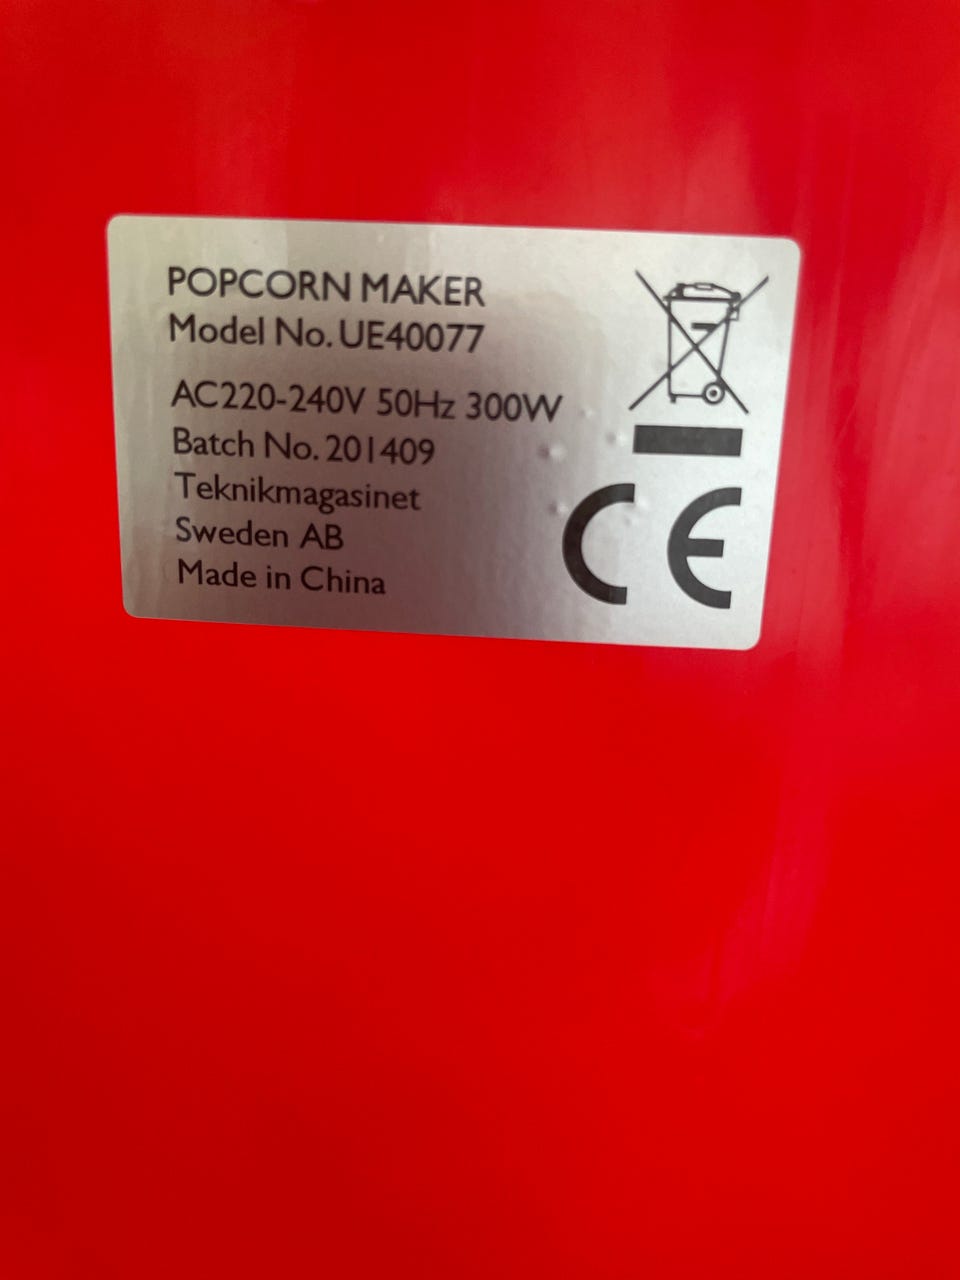 POPCORN MAKER
Model No. UE40077
AC220-240V 50Hz 300W
Batch No. 201409
Teknikmagasinet
Sweden AB
Made in China
CE